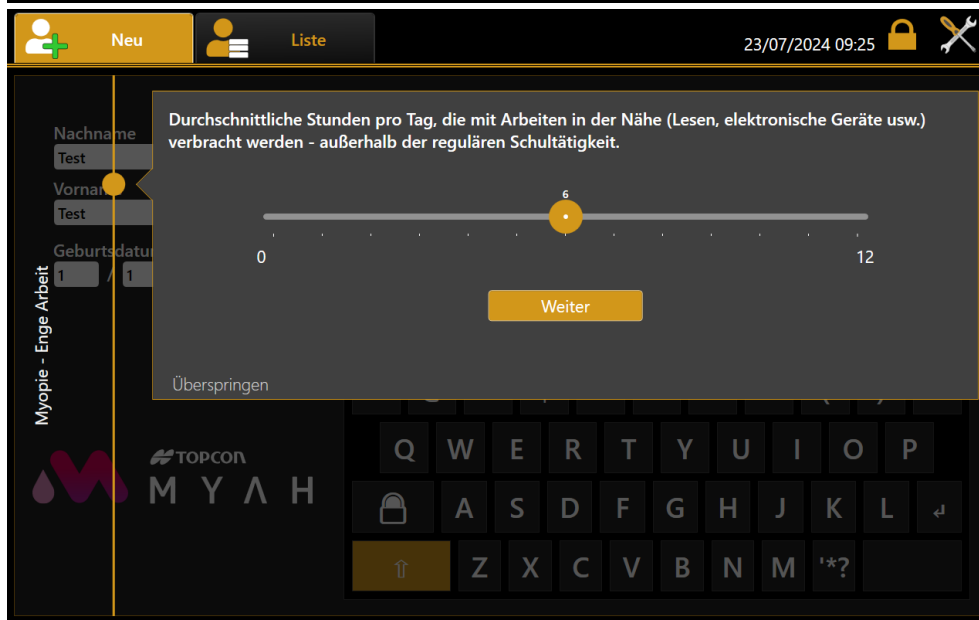 Neu
Liste
23/07/2024 09:25
Durchschnittliche Stunden pro Tag, die mit Arbeiten in der Nähe (Lesen, elektronische Geräte usw.)
verbracht werden - außerhalb der regulären Schultätigkeit.
6
0
12
Weiter
Überspringen
Nachname
Test
Test
Geburtsdatu
1 / 1
Myopie - Enge Arbeit
TOPCON
MYAH
Q W E R T Y U I O P
A S D F G H J K L
Z X C V B N M '*?